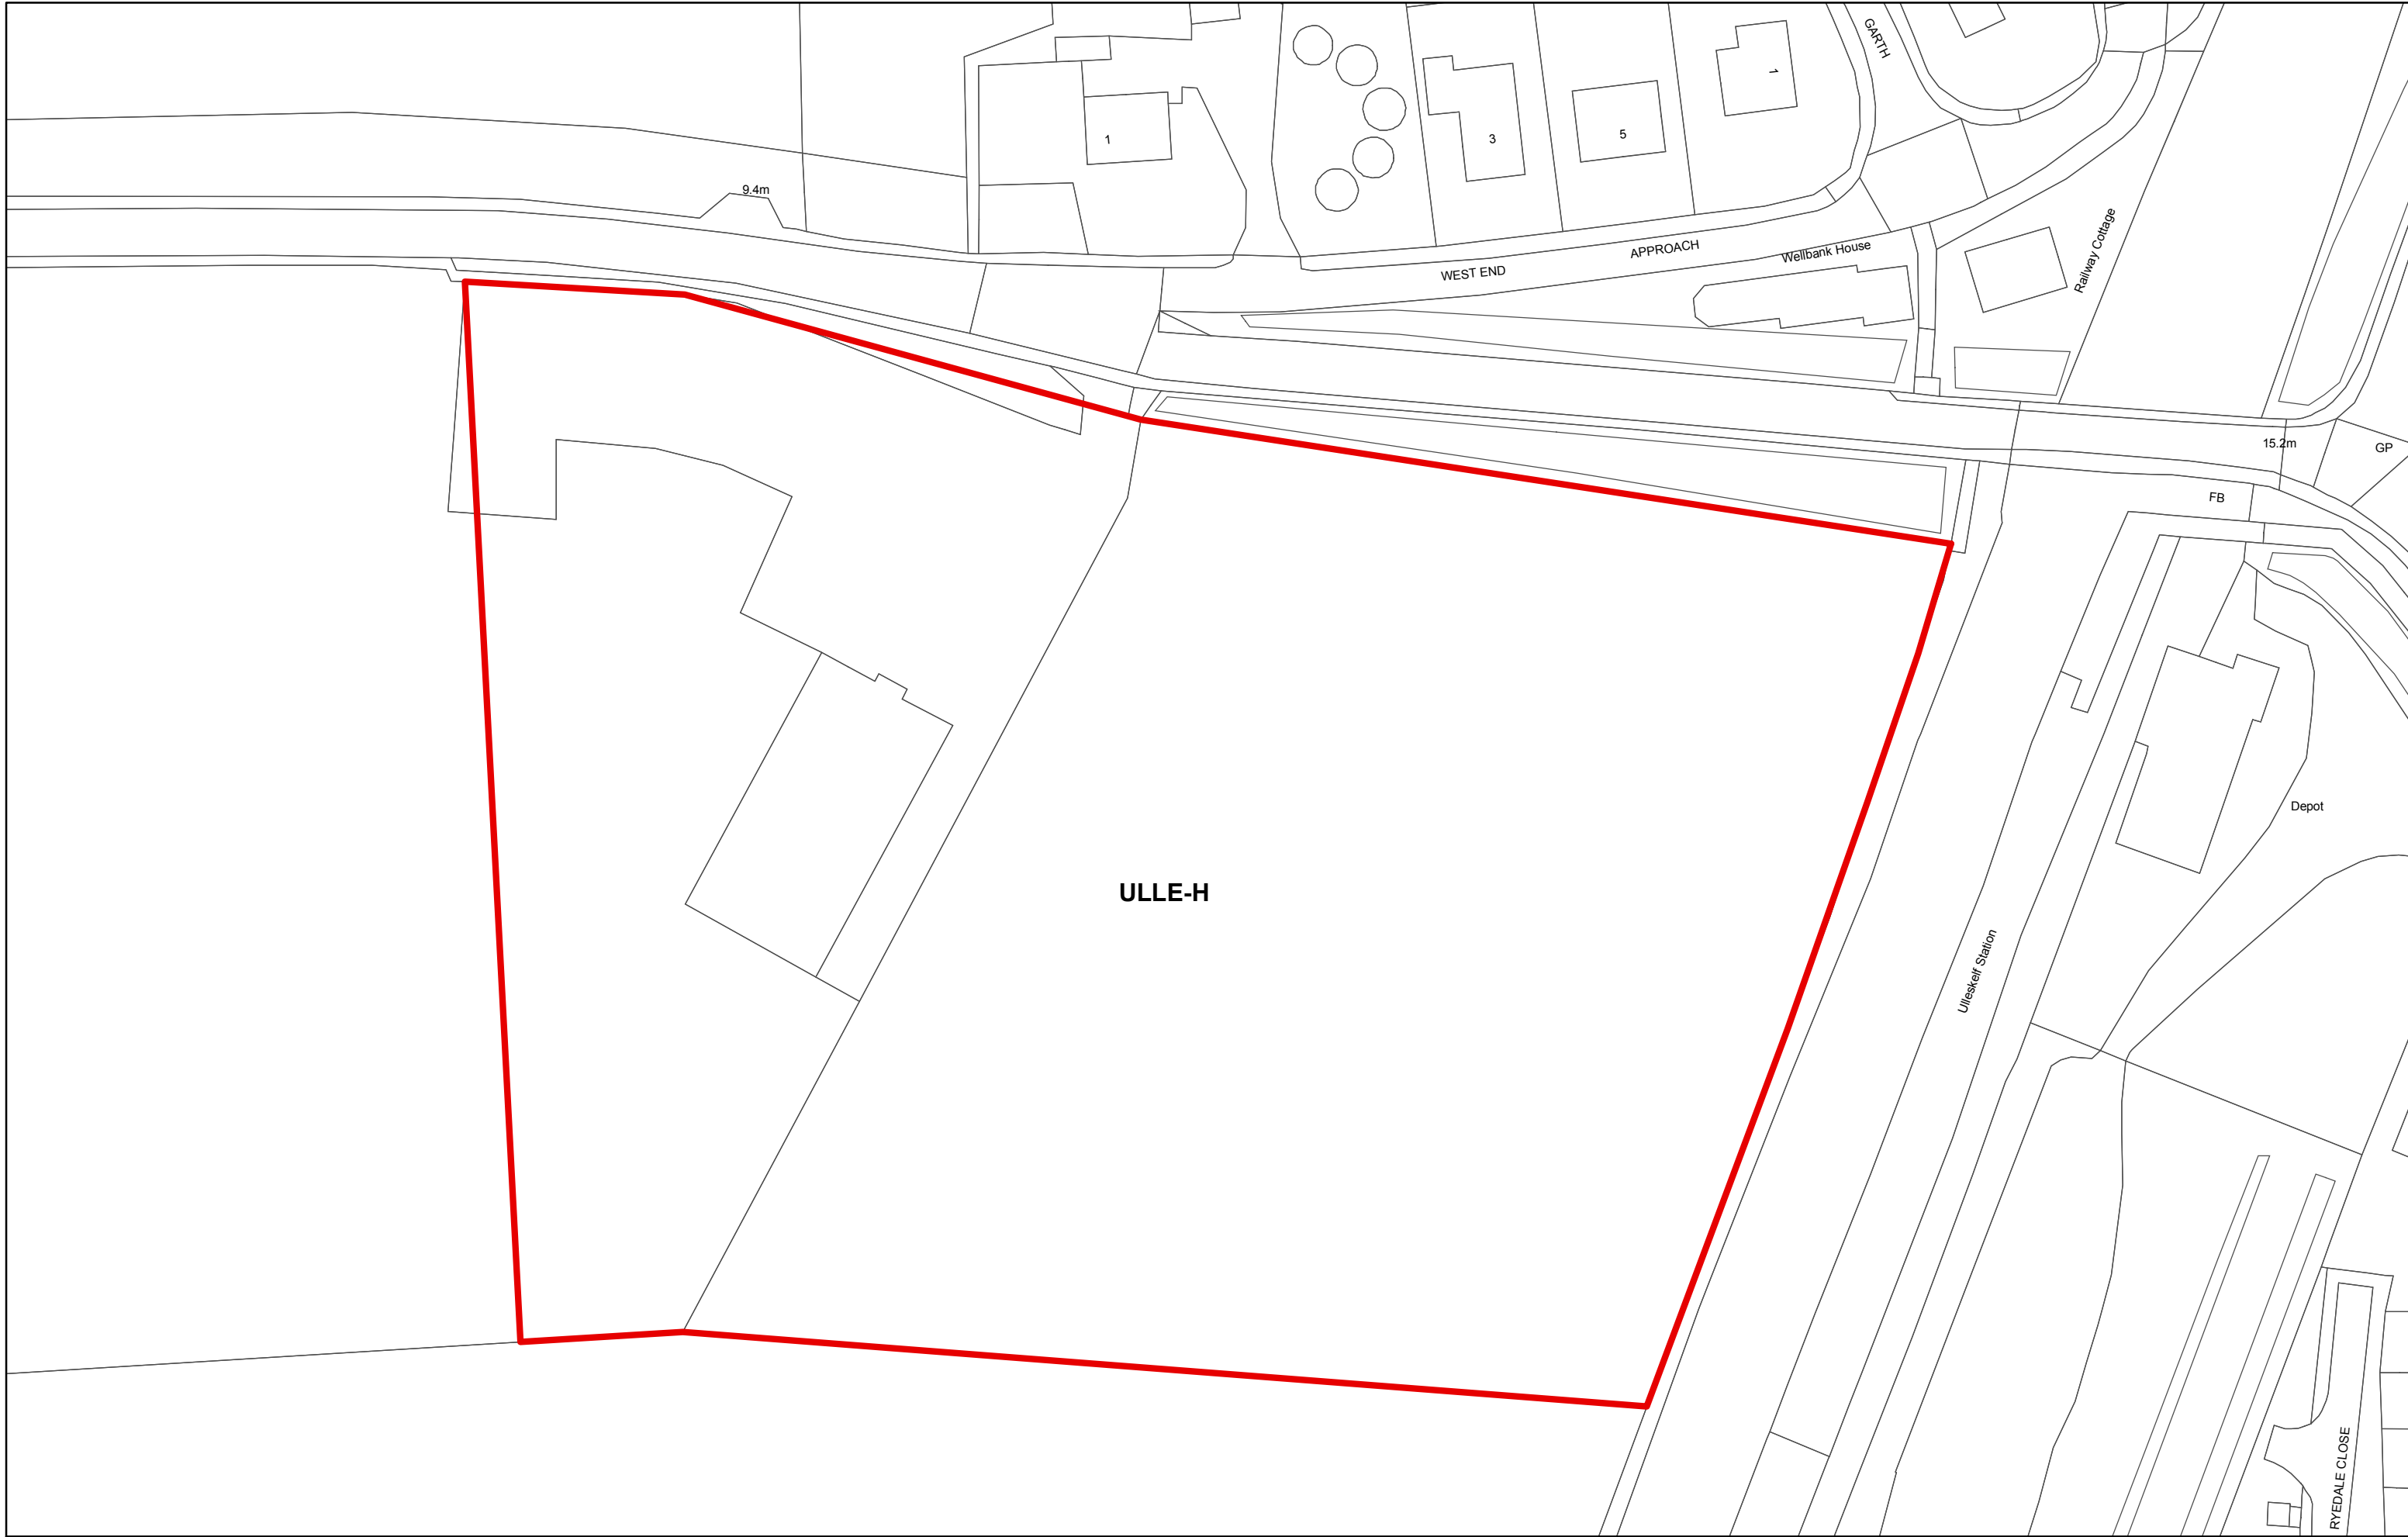 GARTH
1
1
3
5
9.4m
Railway Cottage
APPROACH
Wellbank House
WEST END
15.2m
GP
FB
Depot
ULLE-H
Ulleskelf Station
RYEDALE CLOSE